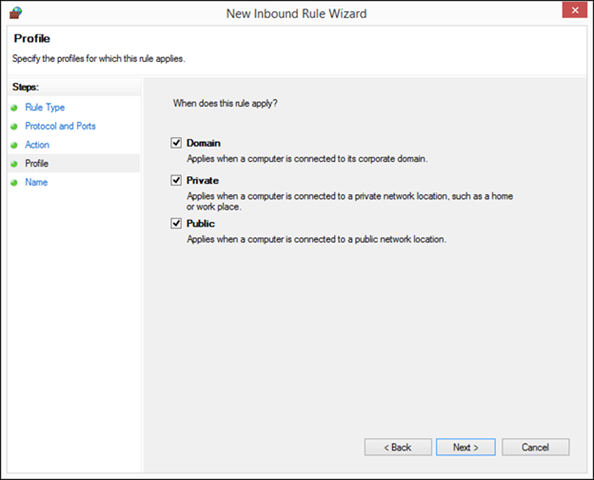 New Inbound Rule Wizard
Profile
Specify the profiles for which this rule applies.
Steps:
Rule Type
Protocol and Ports
Action
Profile
Name
When does this rule apply?
Domain
Applies when a computer is connected to its corporate domain.
Private
Applies when a computer is connected to a private network location, such as a home
or work place.
Public
Applies when a computer is connected to a public network location.
< Back
Next >
Cancel